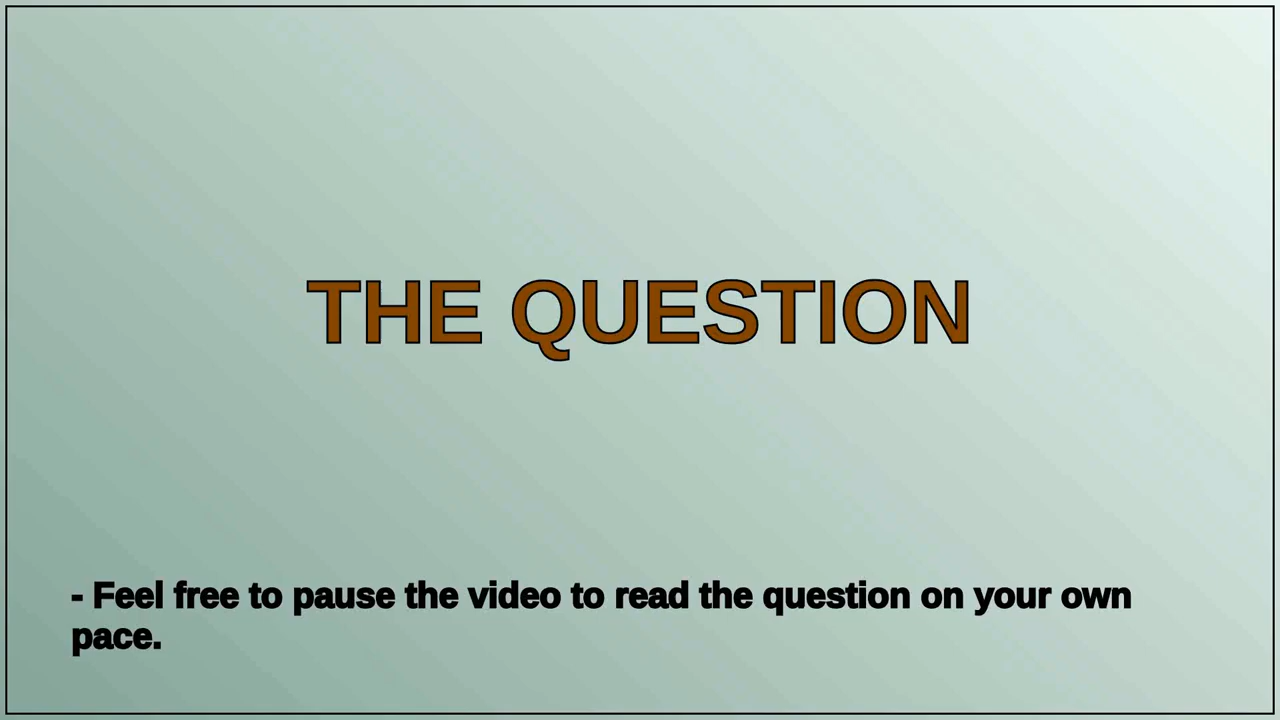 THE QUESTION
- Feel free to pause the video to read the question on your own
pace.